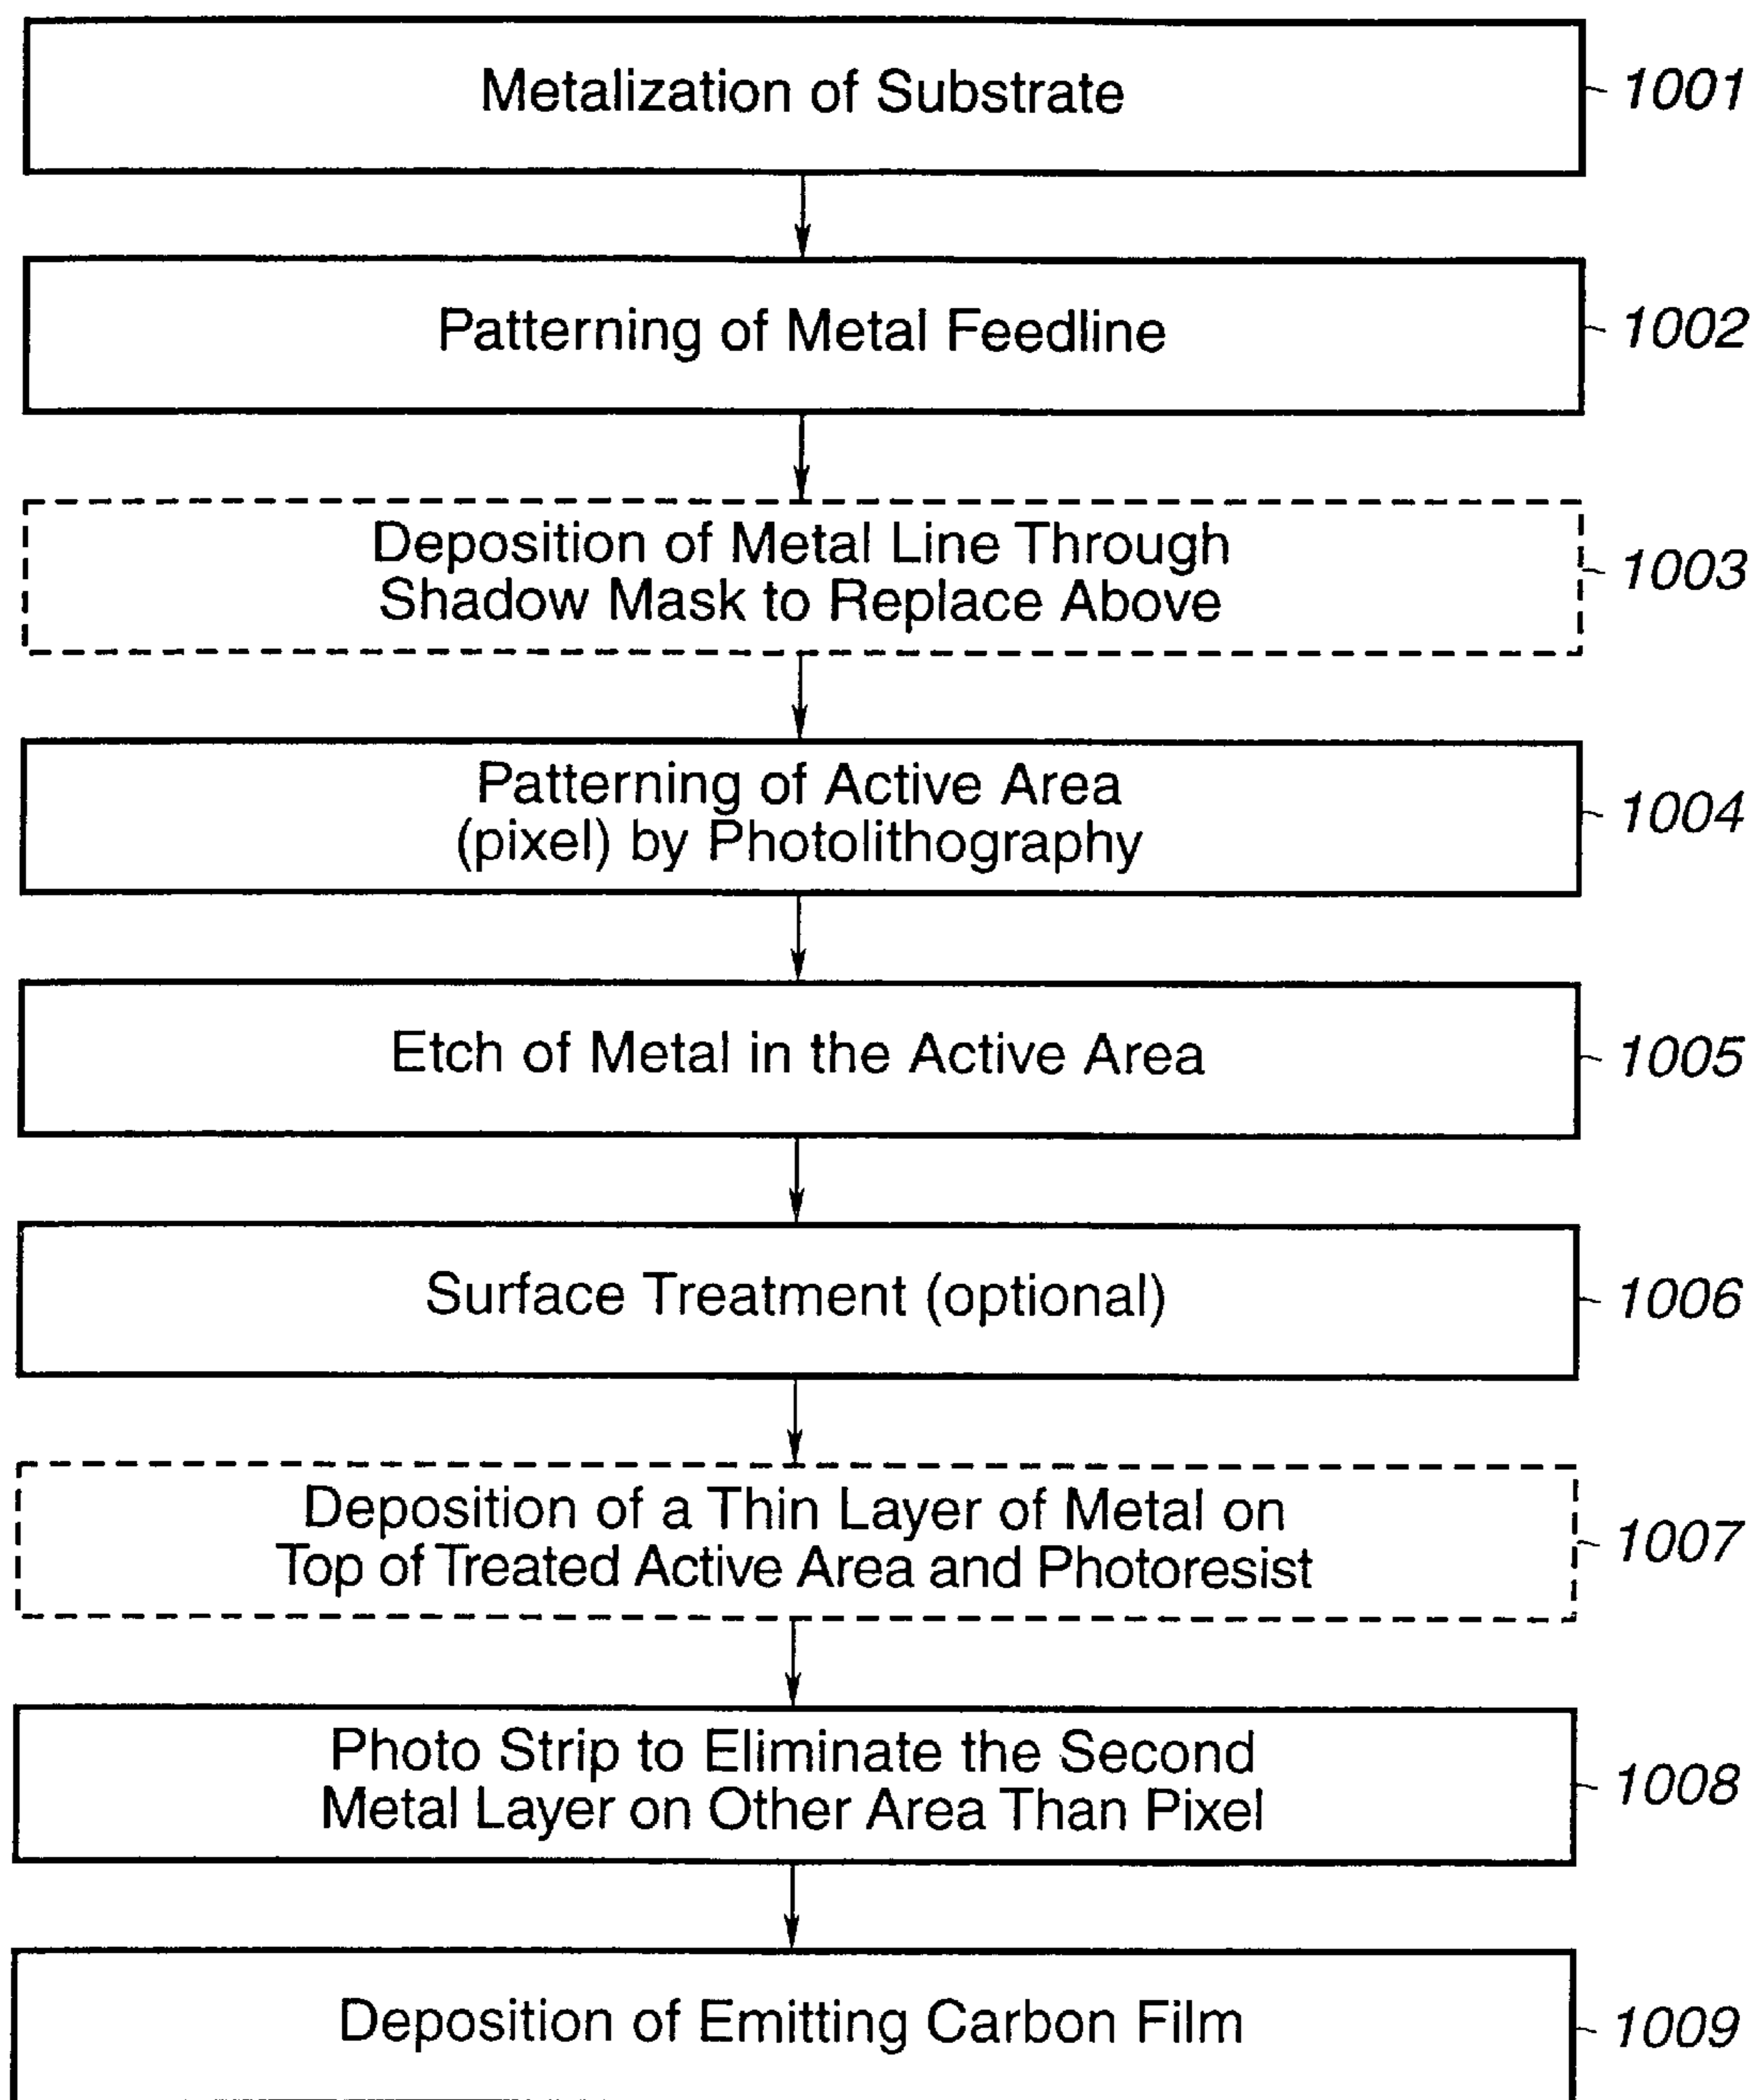 Metalization of Substrate
1001
Patterning of Metal Feedline
1002
Deposition of Metal Line Through
Shadow Mask to Replace Above
1003
Patterning of Active Area
(pixel) by Photolithography
1004
Etch of Metal in the Active Area
1005
Surface Treatment (optional)
1006
Deposition of a Thin Layer of Metal on
Top of Treated Active Area and Photoresist
1007
Photo Strip to Eliminate the Second
Metal Layer on Other Area Than Pixel
1008
Deposition of Emitting Carbon Film
1009